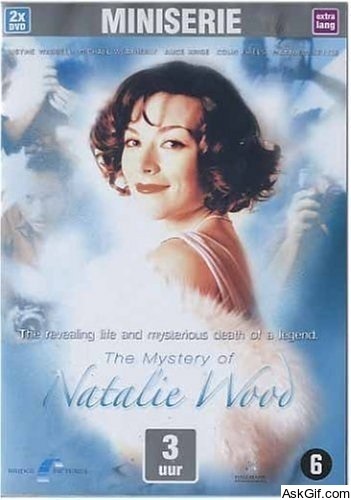 2x
DVD
MINISERIE
extra
lang
The revealing life and mysterious death of a legend.
The Mystery of
Natalie Wood
3
uur
6
AskGif.com